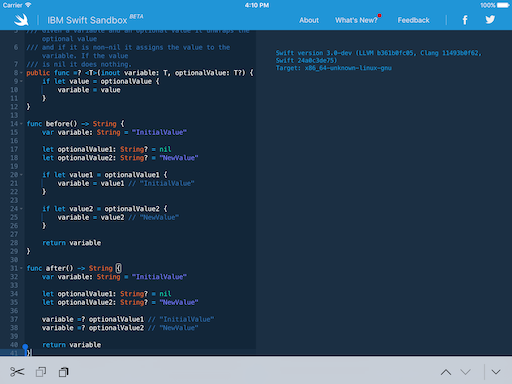 Carrier
4:10 PM
100%
IBM Swift Sandbox BETA
About
What's New?
Feedback
5 /// Given a variable and an optional value it unwraps the
optional value
6 /// and if it is non-nil it assigns the value to the
variable. If the value
7 /// is nil it does nothing.
8 public func =? <T>(inout variable: T, optionalValue: T?) {
9 if let value = optionalValue {
10 variable = value
11 }
12 }
13
14 func before() -> String {
15 var variable: String = "InitialValue"
16
17 let optionalValue1: String? = nil
18 let optionalValue2: String? = "NewValue"
19
20 if let value1 = optionalValue1 {
21 variable = value1 // "InitialValue"
22 }
23
24 if let value2 = optionalValue2 {
25 variable = value2 // "NewValue"
26 }
27
28 return variable
29 }
30
31 func after() -> String {
32 var variable: String = "InitialValue"
33
34 let optionalValue1: String? = nil
35 let optionalValue2: String? = "NewValue"
36
37 variable =? optionalValue1 // "InitialValue"
38 variable =? optionalValue2 // "NewValue"
39
40 return variable
41 }
Swift version 3.0-dev (LLVM b361b0fc05, Clang 11493b0f62,
Swift 24a0c3de75)
Target: x86_64-unknown-linux-gnu